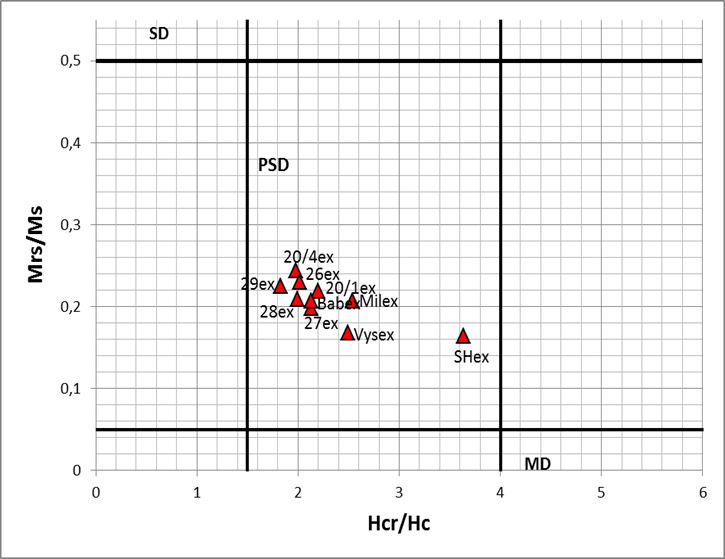 SD
0,5
0,4
PSD
0,3
Mrs/Ms
20/4ex
26ex
29ex
20/1ex
Babex
Milex
0,2
28ex
27ex
Vysex
SHex
0,1
MD
0
0 1 2 3 4 5 6
Hcr/Hc